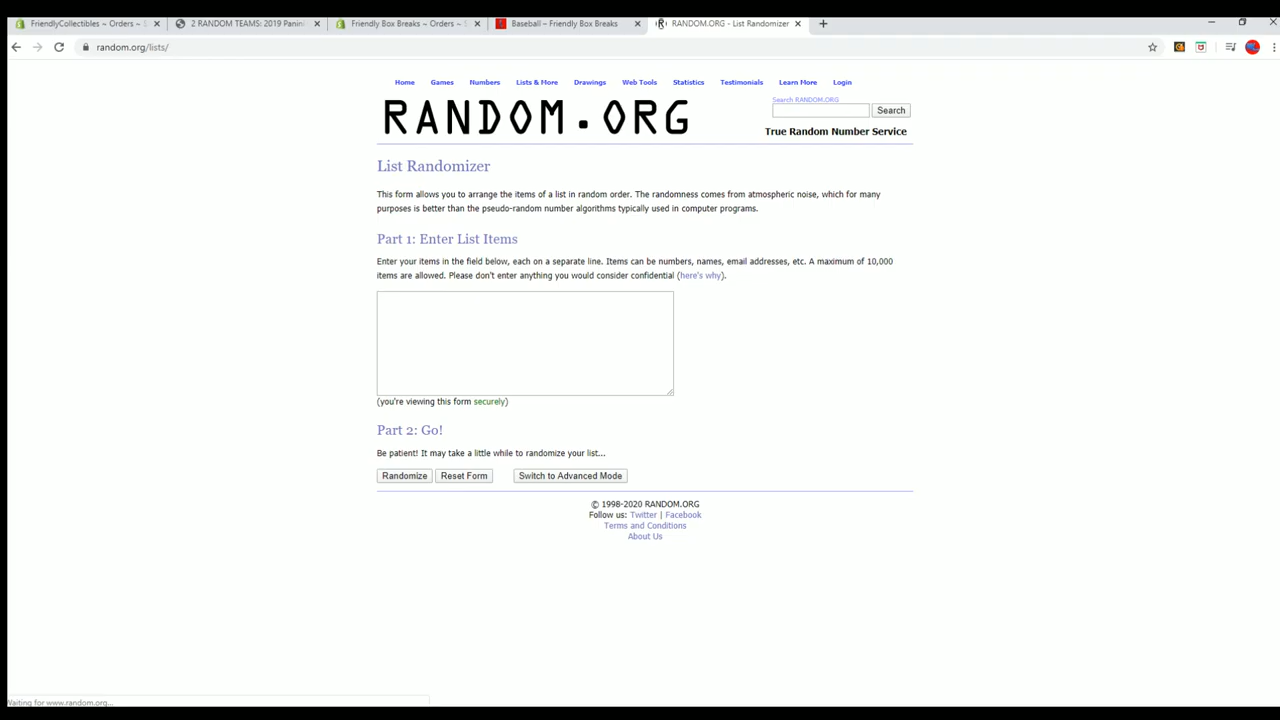 FriendlyCollectibles ~ Orders ~
2 RANDOM TEAMS: 2019 Panini
Friendly Box Breaks ~ Orders ~ S
Baseball – Friendly Box Breaks
RANDOM.ORG - List Randomizer
random.org/lists/
Home Games Numbers Lists & More Drawings Web Tools Statistics Testimonials Learn More Login
RANDOM.ORG
Search RANDOM.ORG
Search
True Random Number Service
List Randomizer
This form allows you to arrange the items of a list in random order. The randomness comes from atmospheric noise, which for many
purposes is better than the pseudo-random number algorithms typically used in computer programs.
Part 1: Enter List Items
Enter your items in the field below, each on a separate line. Items can be numbers, names, email addresses, etc. A maximum of 10,000
items are allowed. Please don't enter anything you would consider confidential (here's why).
(you're viewing this form securely)
Part 2: Go!
Be patient! It may take a little while to randomize your list...
Randomize Reset Form Switch to Advanced Mode
© 1998-2020 RANDOM.ORG
Follow us: Twitter | Facebook
Terms and Conditions
About Us
Waiting for www.random.org...